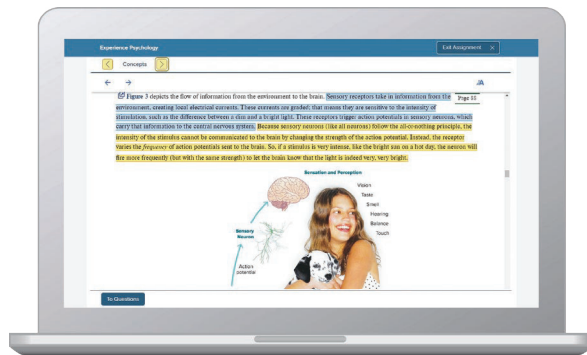 Experience Psychology
Exit Assignment X
Concepts
Figure 3 depicts the flow of information from the environment to the brain. Sensory receptors take in information from the
Page 83
environment, creating local electrical currents. These currents are graded; that means they are sensitive to the intensity of
stimulation, such as the difference between a dim and a bright light. These receptors trigger action potentials in sensory neurons, which
carry that information to the central nervous system. Because sensory neurons (like all neurons) follow the all-or-nothing principle, the
intensity of the stimulus cannot be communicated to the brain by changing the strength of the action potential. Instead, the receptor
varies the frequency of action potentials sent to the brain. So, if a stimulus is very intense, like the bright sun on a hot day, the neuron will
fire more frequently (but with the same strength) to let the brain know that the light is indeed very, very bright.
Sensation and Perception
Vision
Taste
Smell
Hearing
Balance
Touch
Sensory
Neuron
Action
potential
To Questions